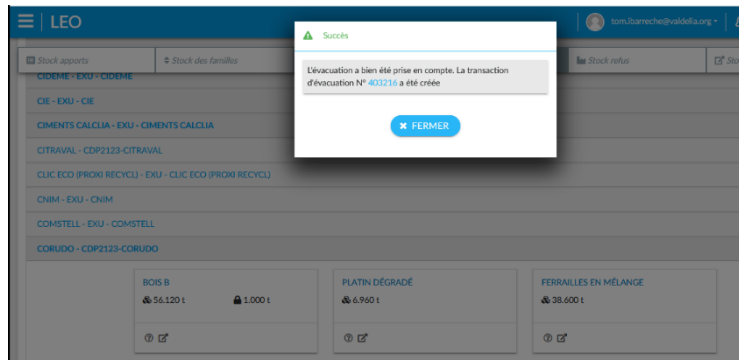 LEO
tom.ibarreche@valdelia.org
Succès
L'évacuation a bien été prise en compte. La transaction
d'évacuation N° 403216 a été créée
FERMER
Stock apports
Stock des familles
Stock refus
CIDEME - EXU - CIDEME
CIE - EXU - CIE
CIMENTS CALCLIA - EXU - CIMENTS CALCLIA
CITRAVAL - CDP2123-CITRAVAL
CLIC ECO (PROXI RECYCL) - EXU - CLIC ECO (PROXI RECYCL)
CNIM - EXU - CNIM
COMSTELL - EXU - COMSTELL
CORUDO - CDP2123-CORUDO
BOIS B
56.120 t
1.000 t
PLATIN DÉGRADÉ
6.960 t
FERRAILLES EN MÉLANGE
38.600 t